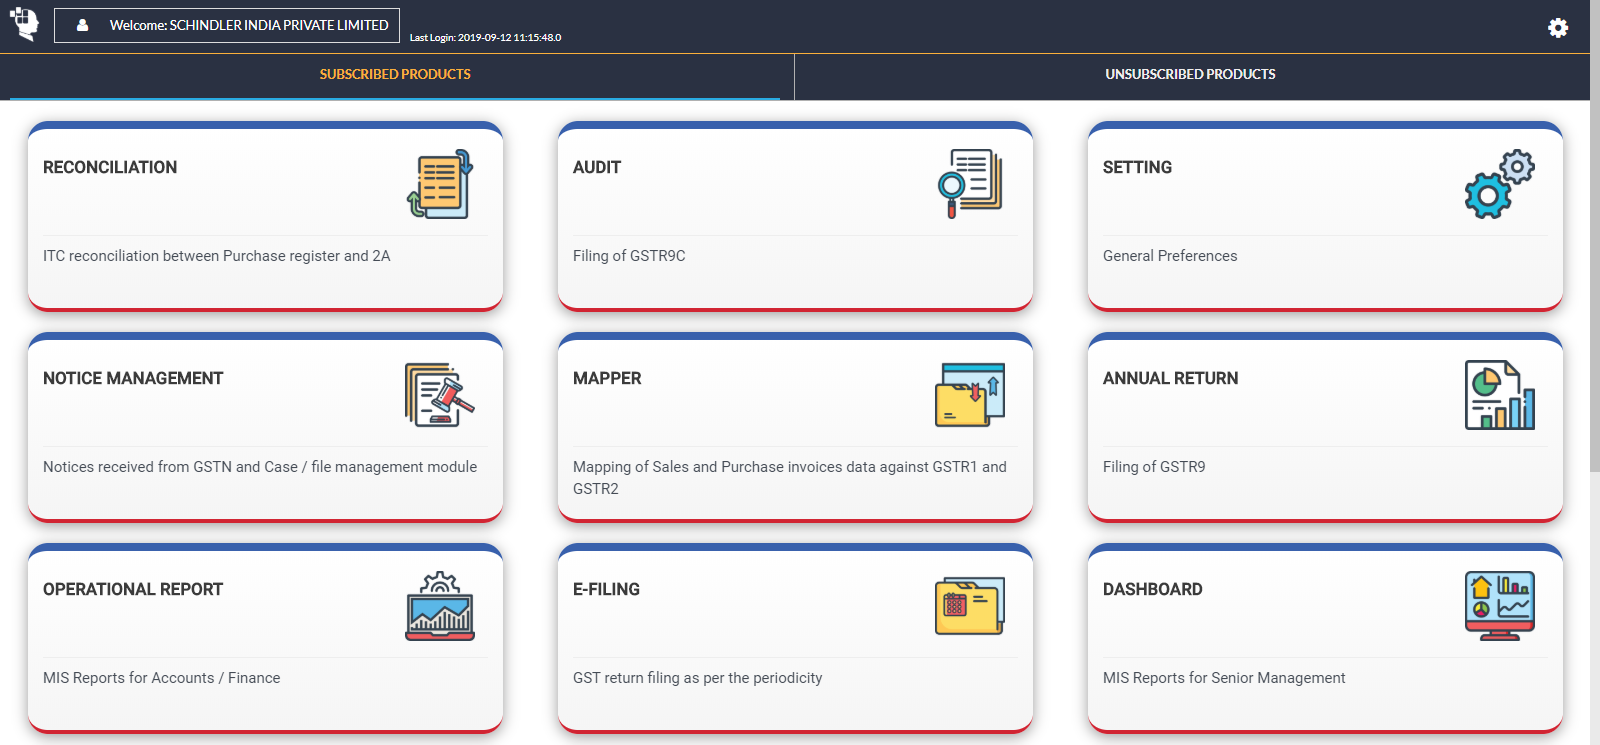 Welcome: SCHINDLER INDIA PRIVATE LIMITED
Last Login: 2019-09-12 11:15:48.0
SUBSCRIBED PRODUCTS
UNSUBSCRIBED PRODUCTS
RECONCILIATION
ITC reconciliation between Purchase register and 2A
AUDIT
Filing of GSTR9C
SETTING
General Preferences
NOTICE MANAGEMENT
Notices received from GSTN and Case / file management module
MAPPER
Mapping of Sales and Purchase invoices data against GSTR1 and
GSTR2
ANNUAL RETURN
Filing of GSTR9
OPERATIONAL REPORT
MIS Reports for Accounts / Finance
E-FILING
GST return filing as per the periodicity
DASHBOARD
MIS Reports for Senior Management